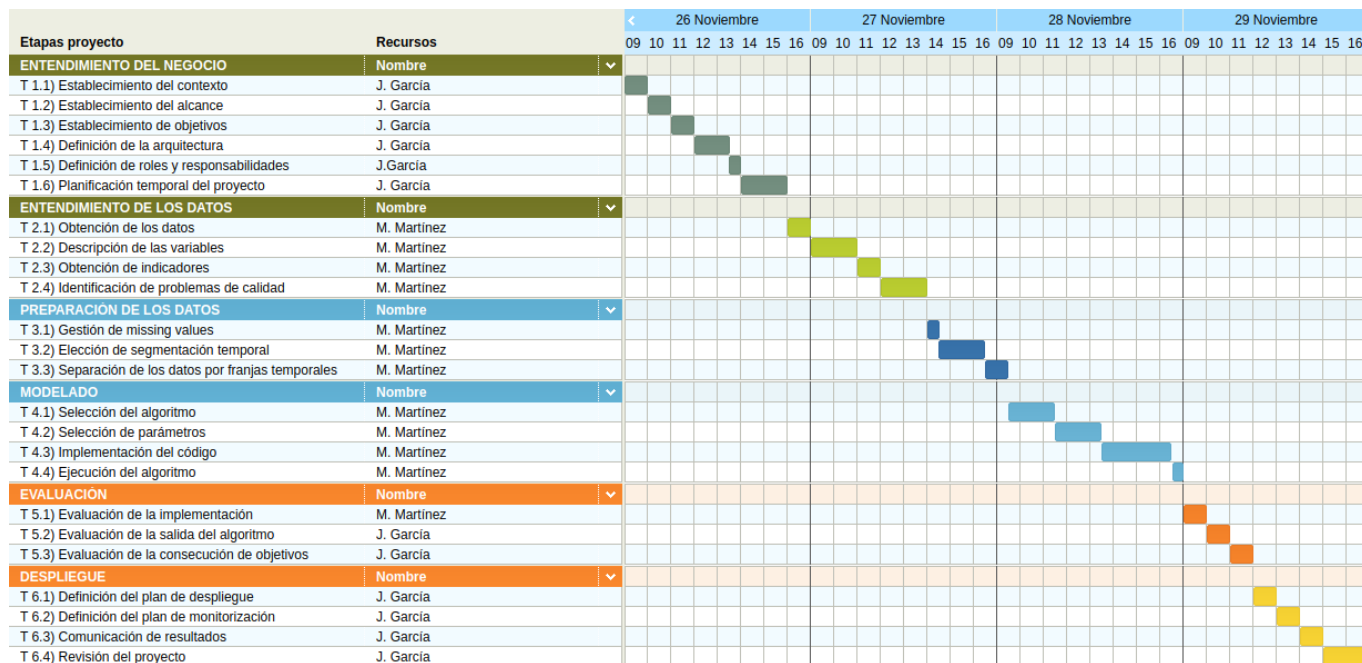 26 Noviembre 27 Noviembre 28 Noviembre 29 Noviembre
Etapas proyecto Recursos 09 10 11 12 13 14 15 16 09 10 11 12 13 14 15 16 09 10 11 12 13 14 15 16 09 10 11 12 13 14 15 16
ENTENDIMIENTO DEL NEGOCIO Nombre
T 1.1) Establecimiento del contexto J. García
T 1.2) Establecimiento del alcance J. García
T 1.3) Establecimiento de objetivos J. García
T 1.4) Definición de la arquitectura J. García
T 1.5) Definición de roles y responsabilidades J.García
T 1.6) Planificación temporal del proyecto J. García
ENTENDIMIENTO DE LOS DATOS Nombre
T 2.1) Obtención de los datos M. Martínez
T 2.2) Descripción de las variables M. Martínez
T 2.3) Obtención de indicadores M. Martínez
T 2.4) Identificación de problemas de calidad M. Martínez
PREPARACIÓN DE LOS DATOS Nombre
T 3.1) Gestión de missing values M. Martínez
T 3.2) Elección de segmentación temporal M. Martínez
T 3.3) Separación de los datos por franjas temporales M. Martínez
MODELADO Nombre
T 4.1) Selección del algoritmo M. Martínez
T 4.2) Selección de parámetros M. Martínez
T 4.3) Implementación del código M. Martínez
T 4.4) Ejecución del algoritmo M. Martínez
EVALUACIÓN Nombre
T 5.1) Evaluación de la implementación M. Martínez
T 5.2) Evaluación de la salida del algoritmo J. García
T 5.3) Evaluación de la consecución de objetivos J. García
DESPLIEGUE Nombre
T 6.1) Definición del plan de despliegue J. García
T 6.2) Definición del plan de monitorización J. García
T 6.3) Comunicación de resultados J. García
T 6.4) Revisión del proyecto J. García